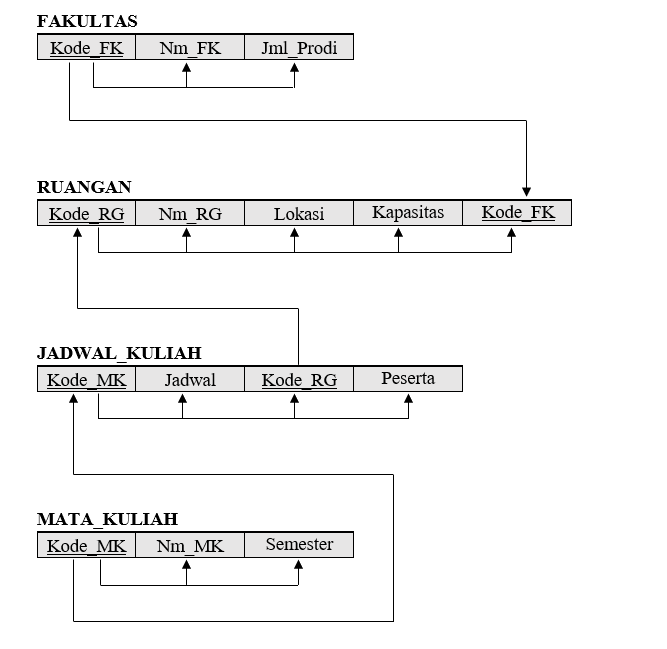 FAKULTAS
Kode_FK Nm_FK Jml_Prodi
RUANGAN
Kode_RG Nm_RG Lokasi Kapasitas Kode_FK
JADWAL_KULIAH
Kode_MK Jadwal Kode_RG Peserta
MATA_KULIAH
Kode_MK Nm_MK Semester